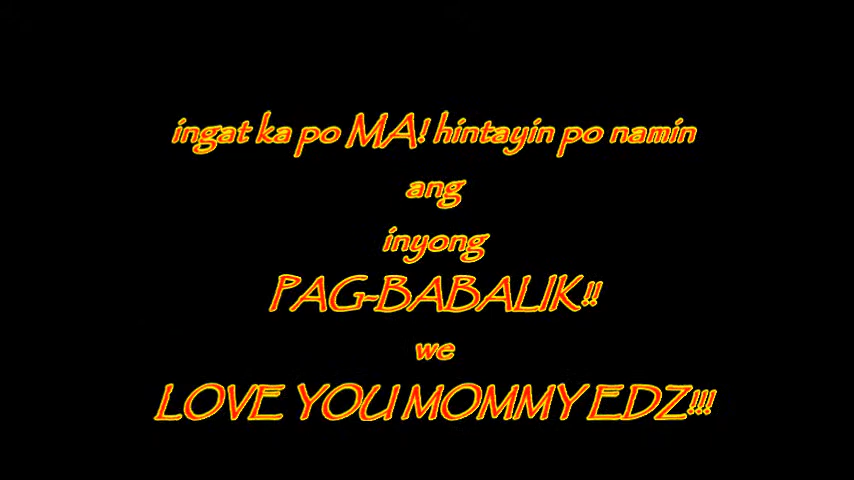 ingat ka po MA! hintayin po namin
ang
inyong
PAG-BABALIK!!
we
LOVE YOU MOMMY EDZ!!!